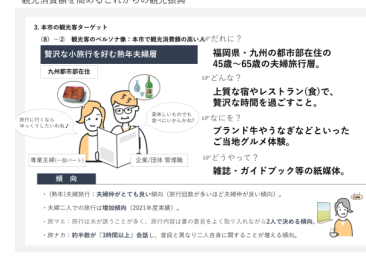 観光消費額を高めるこれからの観光振興
3. 本市の観光客ターゲット
(8) -② 観光客のペルソナ像：本市で観光消費額の高い人
贅沢な小旅行を好む熟年夫婦層
九州都市部在住
旅行に行くなら
ゆっくりしたいわね♪
美味しいものでも
食べにいかんかね?
専業主婦(一部パート)
企業/団体 管理職
☞だれに？
福岡県・九州の都市部在住の
45歳～65歳の夫婦旅行層。
☞どんな？
上質な宿やレストラン(食)で、
贅沢な時間を過ごすこと。
☞なにを？
ブランド牛やうなぎなどといった
ご当地グルメ体験。
☞どうやって？
雑誌・ガイドブック等の紙媒体。
傾 向
・(熟年)夫婦旅行：夫婦仲がとても良い傾向（旅行回数が多いほど夫婦仲が良い傾向）。
・夫婦二人での旅行は増加傾向（2021年度実績）。
・旅マエ：旅行は夫が誘うことが多く、旅行内容は妻の意見をよく取り入れながら2人で決める傾向。
・旅ナカ：約半数が「3時間以上」会話し、普段と異なり二人自身に関することが増える傾向。